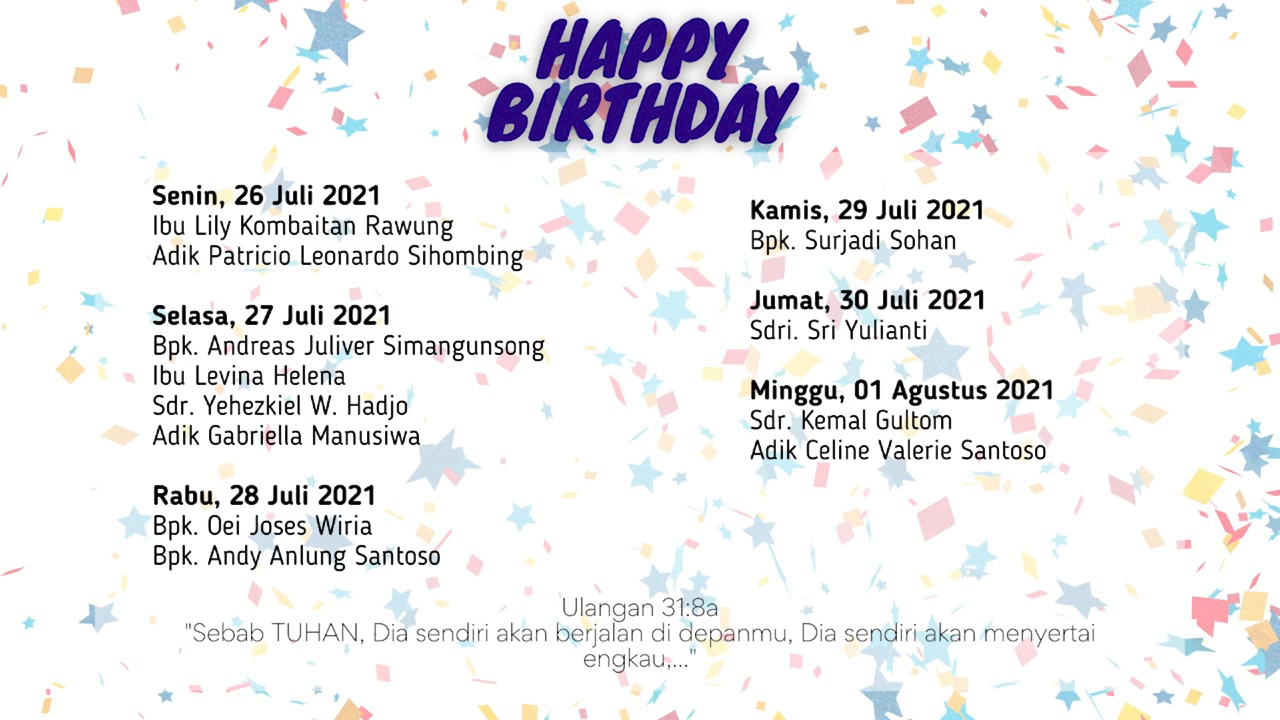 HAPPY
BIRTHDAY
Senin, 26 Juli 2021
Ibu Lily Kombaitan Rawung
Adik Patricio Leonardo Sihombing
Selasa, 27 Juli 2021
Bpk. Andreas Juliver Simangunsong
Ibu Levina Helena
Sdr. Yehezkiel W. Hadjo
Adik Gabriella Manusiwa
Rabu, 28 Juli 2021
Bpk. Oei Joses Wiria
Bpk. Andy Anlung Santoso
Kamis, 29 Juli 2021
Bpk. Surjadi Sohan
Jumat, 30 Juli 2021
Sdri. Sri Yulianti
Minggu, 01 Agustus 2021
Sdr. Kemal Gultom
Adik Celine Valerie Santoso
Ulangan 31:8a
"Sebab TUHAN, Dia sendiri akan berjalan di depanmu, Dia sendiri akan menyertai
engkau,..."